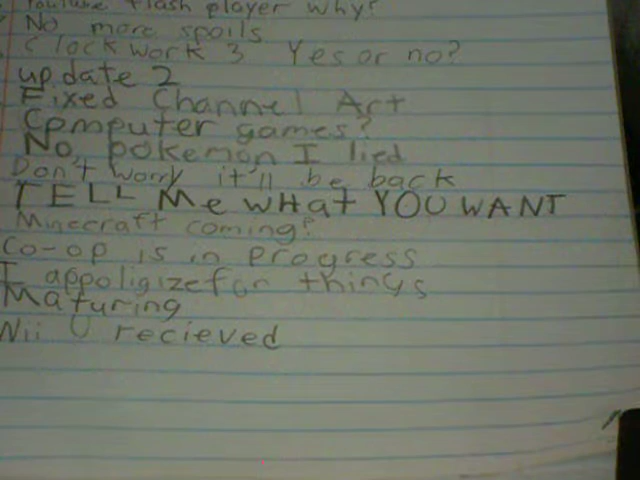 Youtube flash player why?
No more spoils
Clockwork 3 Yes or no?
update 2
Fixed Channel Art
Computer games?
No, pokemon I lied
Don't worry it'll be back
TELL Me WHat YOU WANT
Minecraft coming?
Co-op is in progress
I appoligize for things
Maturing
Wii U recieved